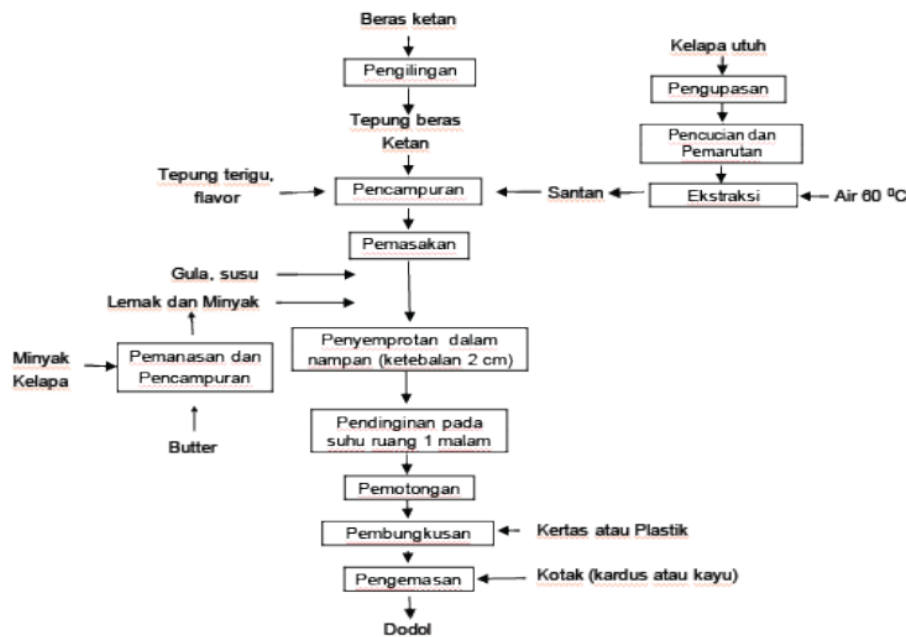 Beras ketan
Kelapa utuh
Pengilingan
Pengupasan
Tepung beras
Ketan
Pencucian dan
Pemarutan
Tepung terigu,
flavor
Pencampuran
Santan
Ekstraksi
Air 60 ⁰C
Pemasakan
Gula, susu
Lemak dan Minyak
Penyemprotan dalam
nampan (ketebalan 2 cm)
Minyak
Kelapa
Pemanasan dan
Pencampuran
Butter
Pendinginan pada
suhu ruang 1 malam
Pemotongan
Pembungkusan
Kertas atau Plastik
Pengemasan
Kotak (kardus atau kayu)
Dodol